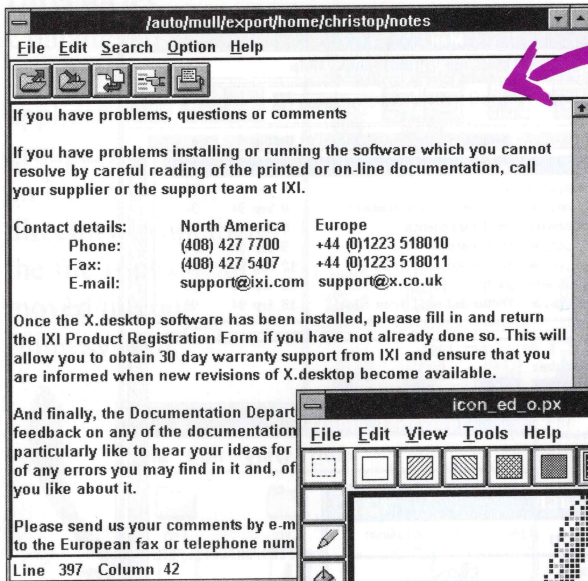 /auto/mull/export/home/christop/notes
File Edit Search Option Help
If you have problems, questions or comments
If you have problems installing or running the software which you cannot
resolve by careful reading of the printed or on-line documentation, call
your supplier or the support team at IXI.
Contact details: North America Europe
Phone: (408) 427 7700 +44 (0)1223 518010
Fax: (408) 427 5407 +44 (0)1223 518011
E-mail: support@ixi.com support@x.co.uk
Once the X.desktop software has been installed, please fill in and return
the IXI Product Registration Form if you have not already done so. This will
allow you to obtain 30 day warranty support from IXI and ensure that you
are informed when new revisions of X.desktop become available.
And finally, the Documentation Depart
feedback on any of the documentation
particularly like to hear your ideas for
of any errors you may find in it and, of
you like about it.
Please send us your comments by e-m
to the European fax or telephone num
Line 397 Column 42
icon_ed_o.px
File Edit View Tools Help